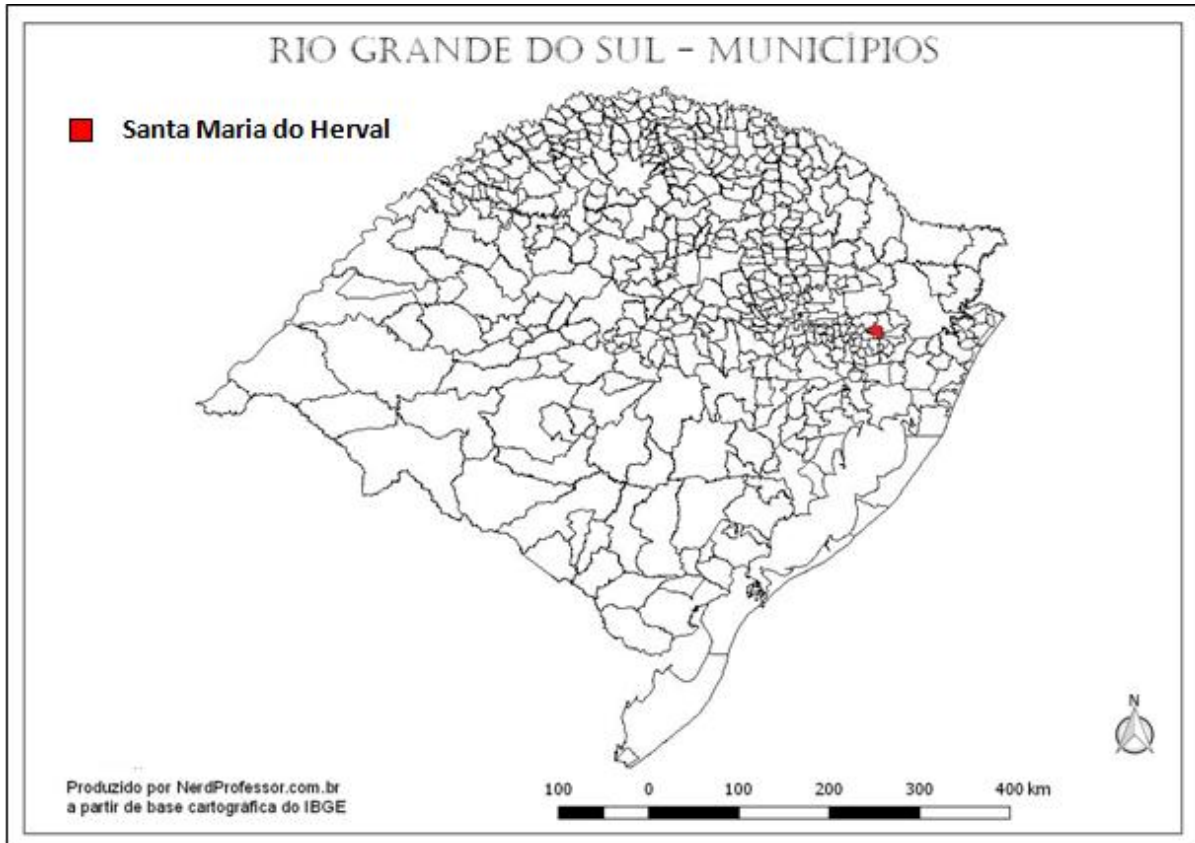 RIO GRANDE DO SUL - MUNICÍPIOS
Santa Maria do Herval
N
Produzido por NerdProfessor.com.br
a partir de base cartográfica do IBGE
100 0 100 200 300 400 km